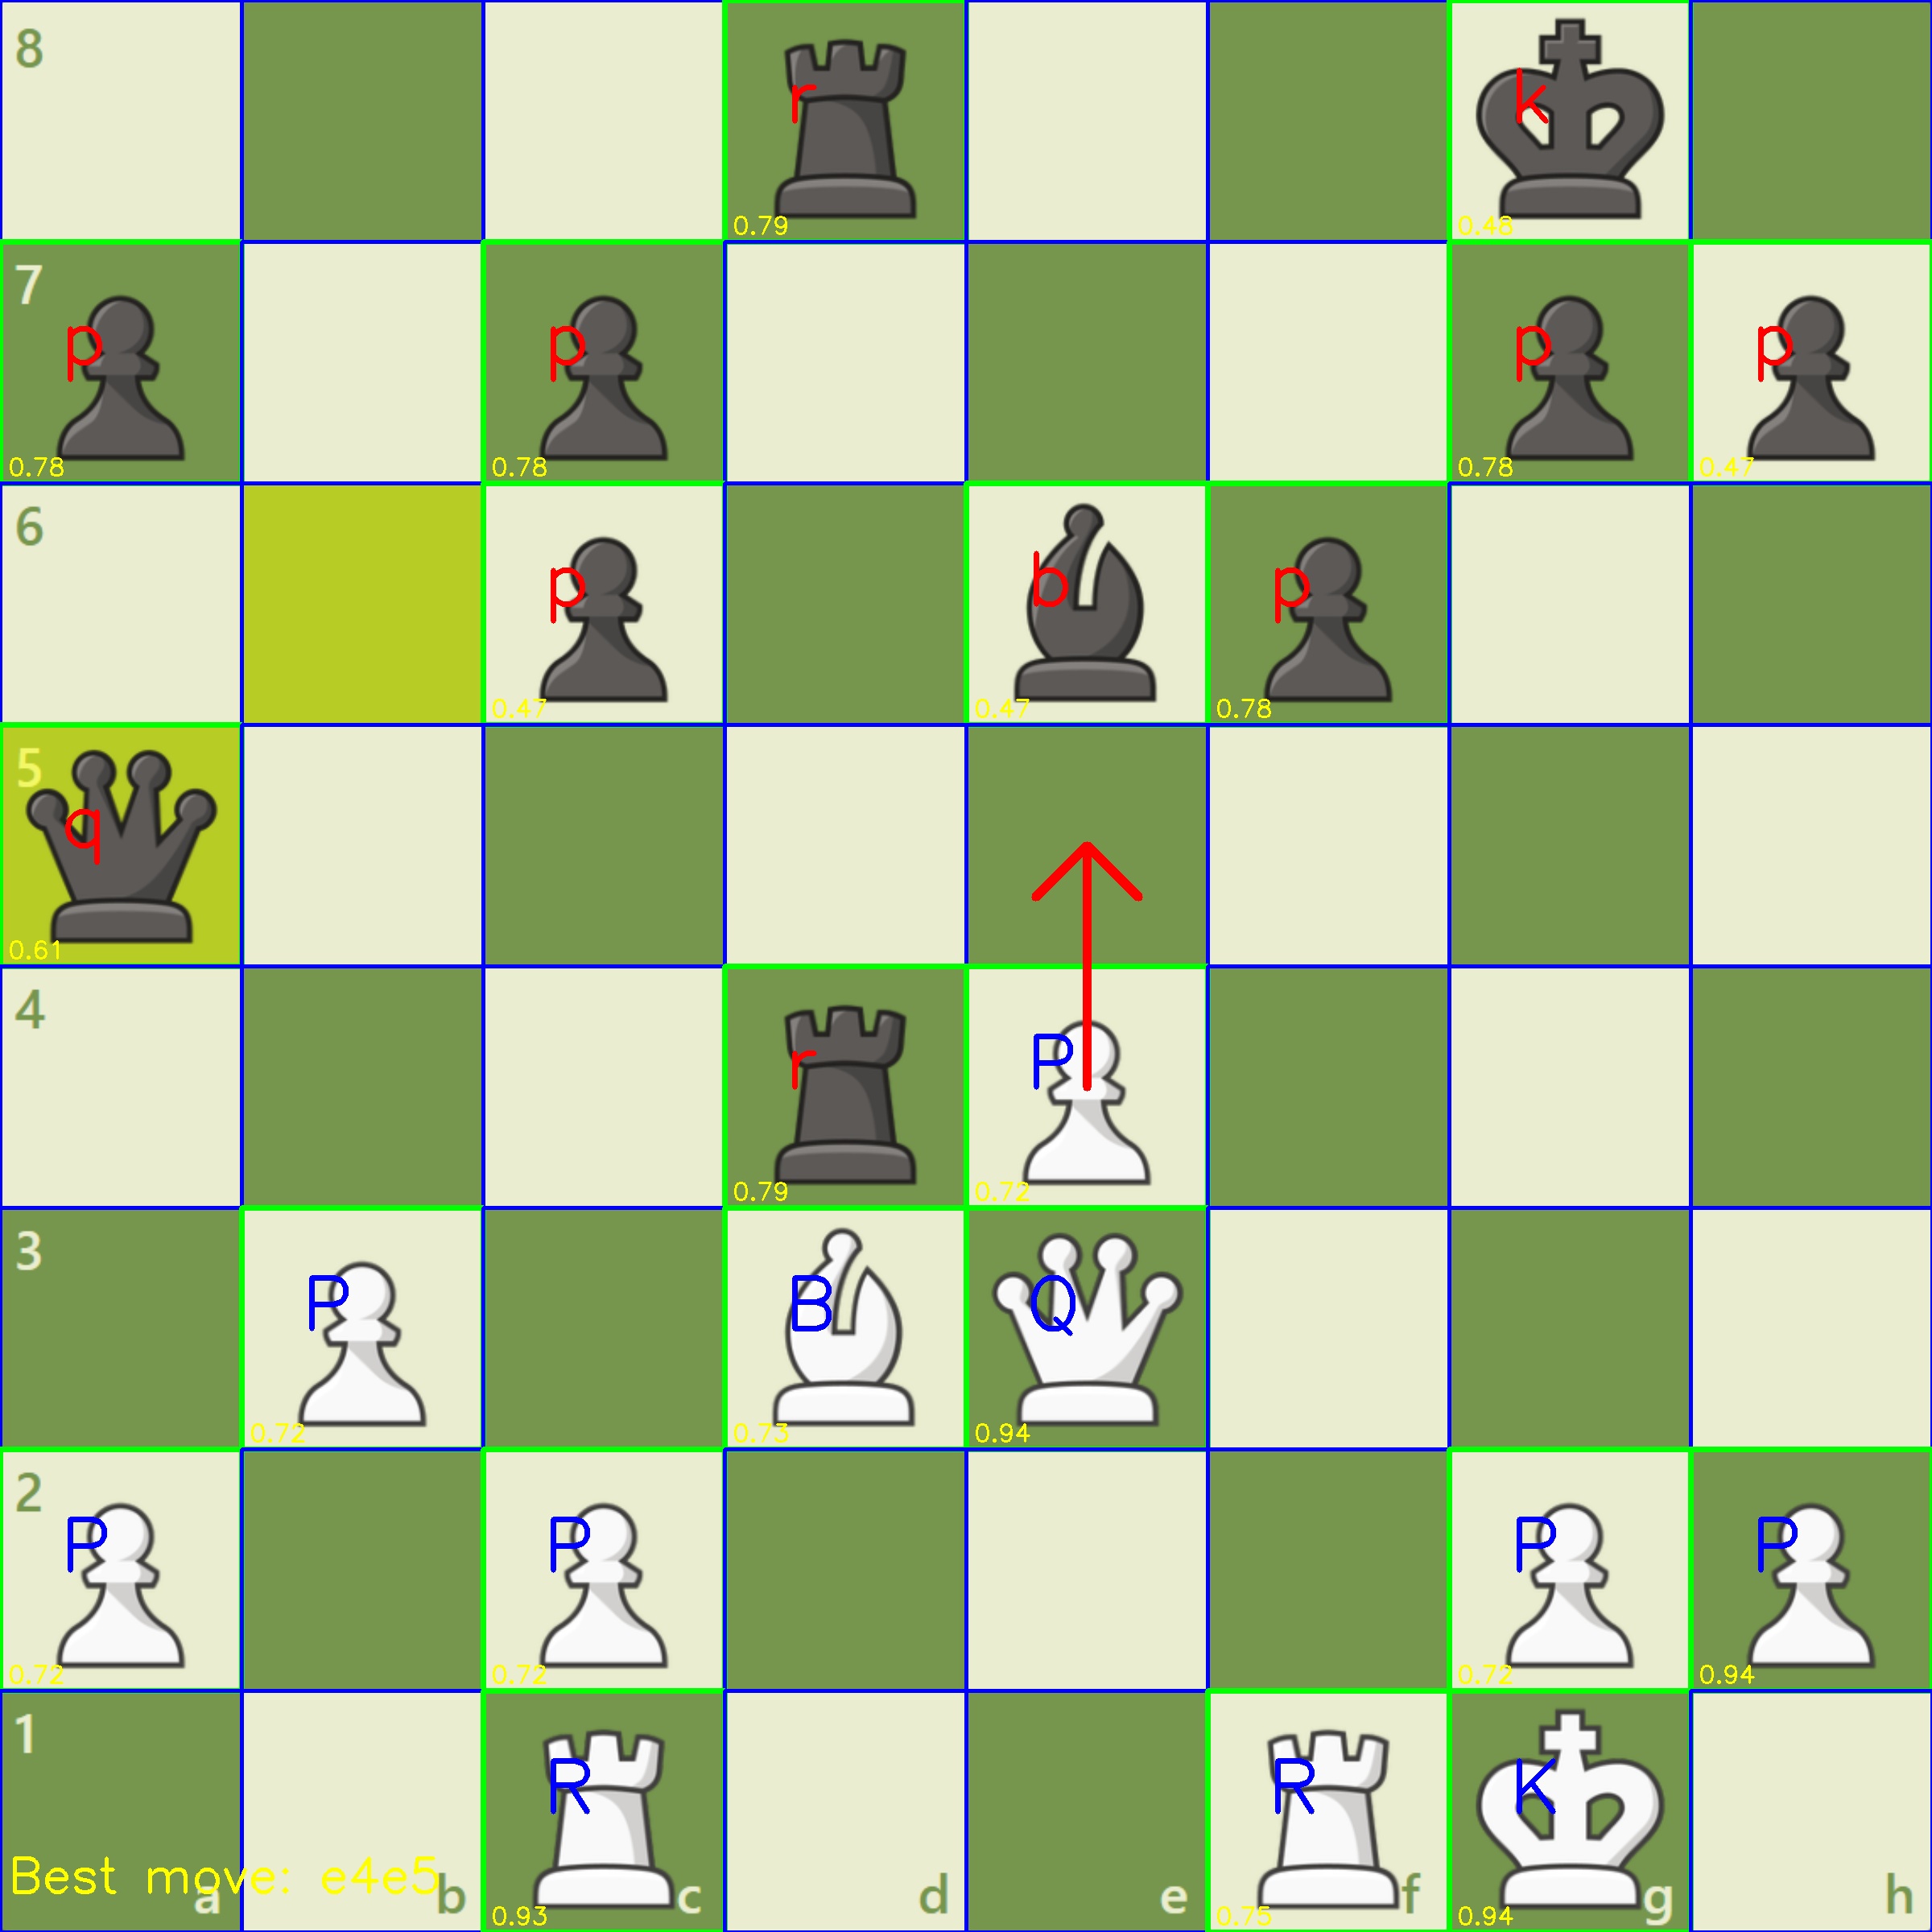 8 r k
0.79 0.48
7 p p p p
0.78 0.78 0.78 0.47
6 p b p
0.47 0.47 0.78
5 q
0.61
4 r P
0.79 0.72
3 P B Q
0.72 0.73 0.94
2 P P P P
0.72 0.72 0.72 0.94
1 R R K
Best move: e4e5
a b c d e f g h
0.93 0.75 0.94